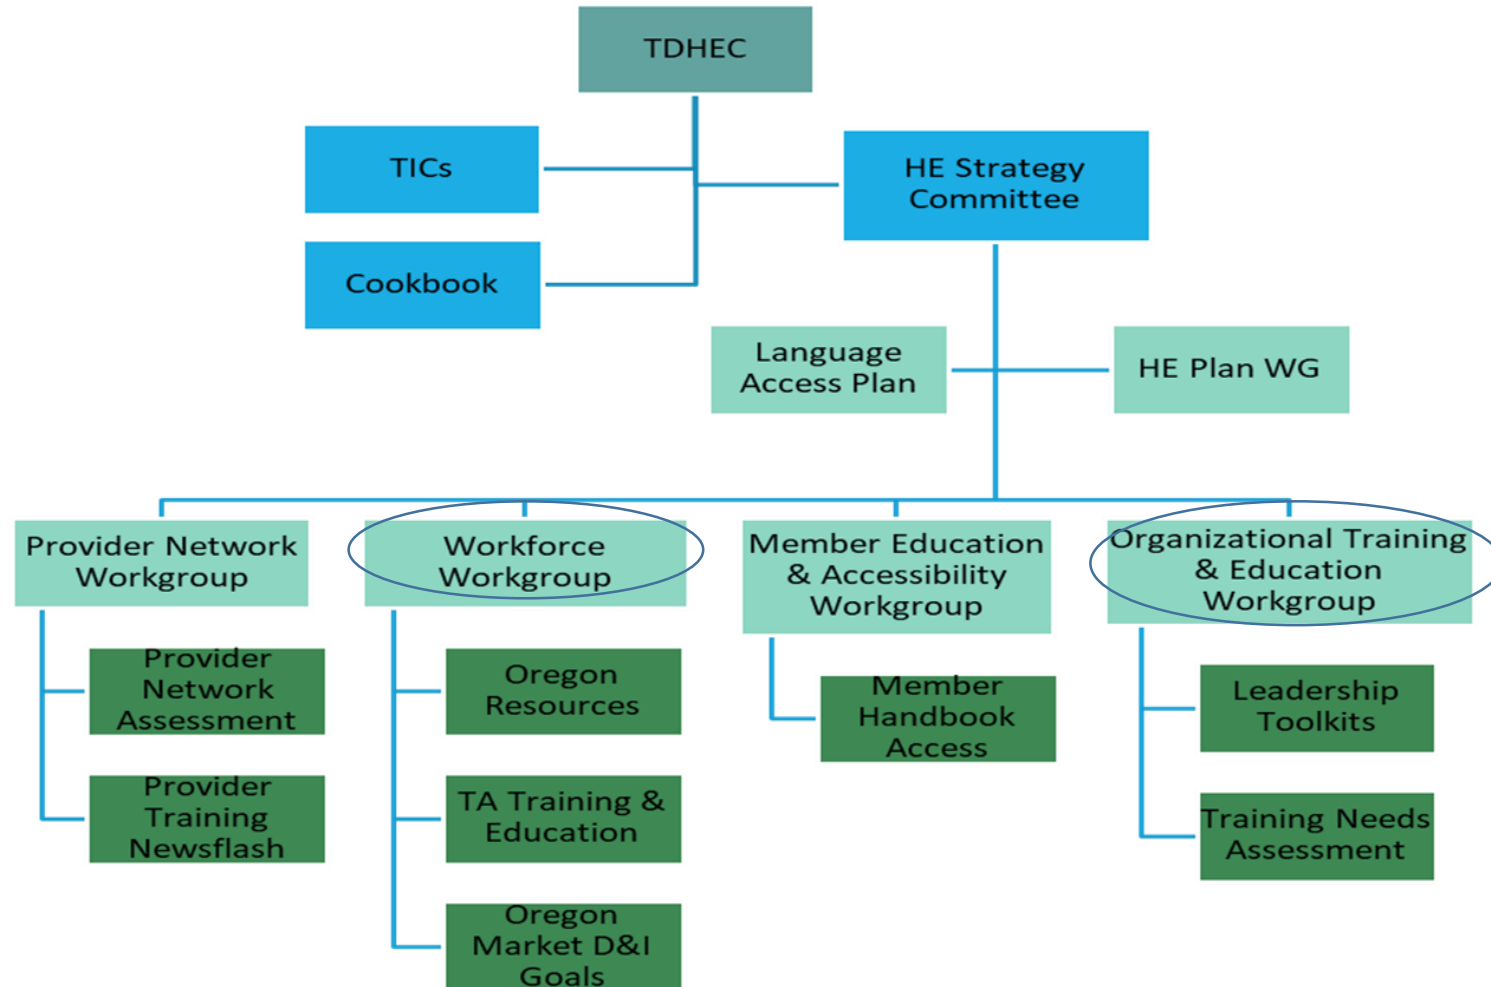 TDHEC
TICs
HE Strategy
Committee
Cookbook
Language
Access Plan
HE Plan WG
Provider Network
Workgroup
Workforce
Workgroup
Member Education
& Accessibility
Workgroup
Organizational Training
& Education
Workgroup
Provider
Network
Assessment
Provider
Training
Newsflash
Oregon
Resources
TA Training &
Education
Oregon
Market D&I
Goals
Member
Handbook
Access
Leadership
Toolkits
Training Needs
Assessment